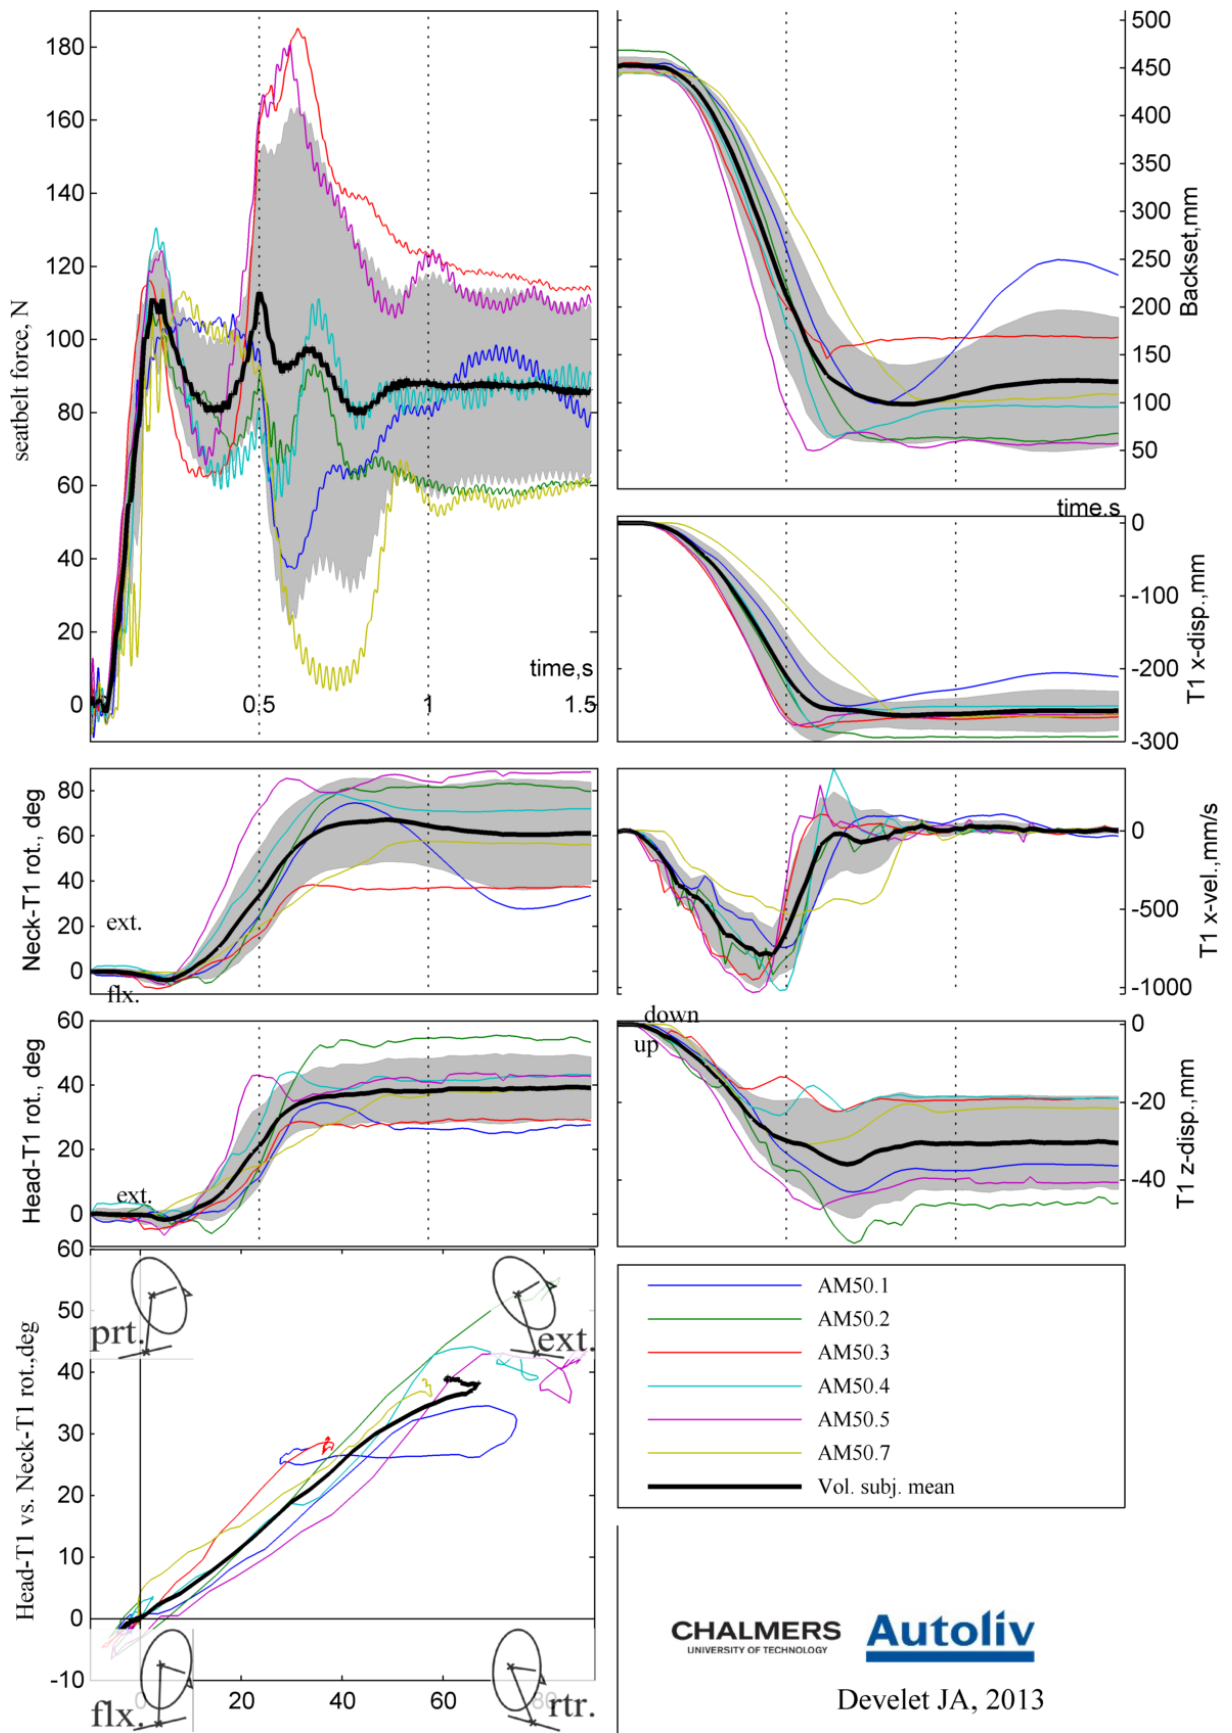 180
160
140
120
100
80
60
40
20
0
seatbelt force, N
time,s
0.5
1
1.5
500
450
400
350
300
250
200
150
100
50
Backset,mm
time,s
0
-100
-200
-300
T1 x-disp.,mm
80
60
40
20
0
Neck-T1 rot., deg
ext.
flx.
0
-500
-1000
T1 x-vel.,mm/s
60
40
20
0
Head-T1 rot., deg
ext.
down
up
0
-20
-40
T1 z-disp.,mm
60
50
40
30
20
10
0
-10
Head-T1 vs. Neck-T1 rot.,deg
prt.
ext.
flx.
rtr.
0
20
40
60
80
AM50.1
AM50.2
AM50.3
AM50.4
AM50.5
AM50.7
Vol. subj. mean
CHALMERS
UNIVERSITY OF TECHNOLOGY
Autoliv
Develet JA, 2013